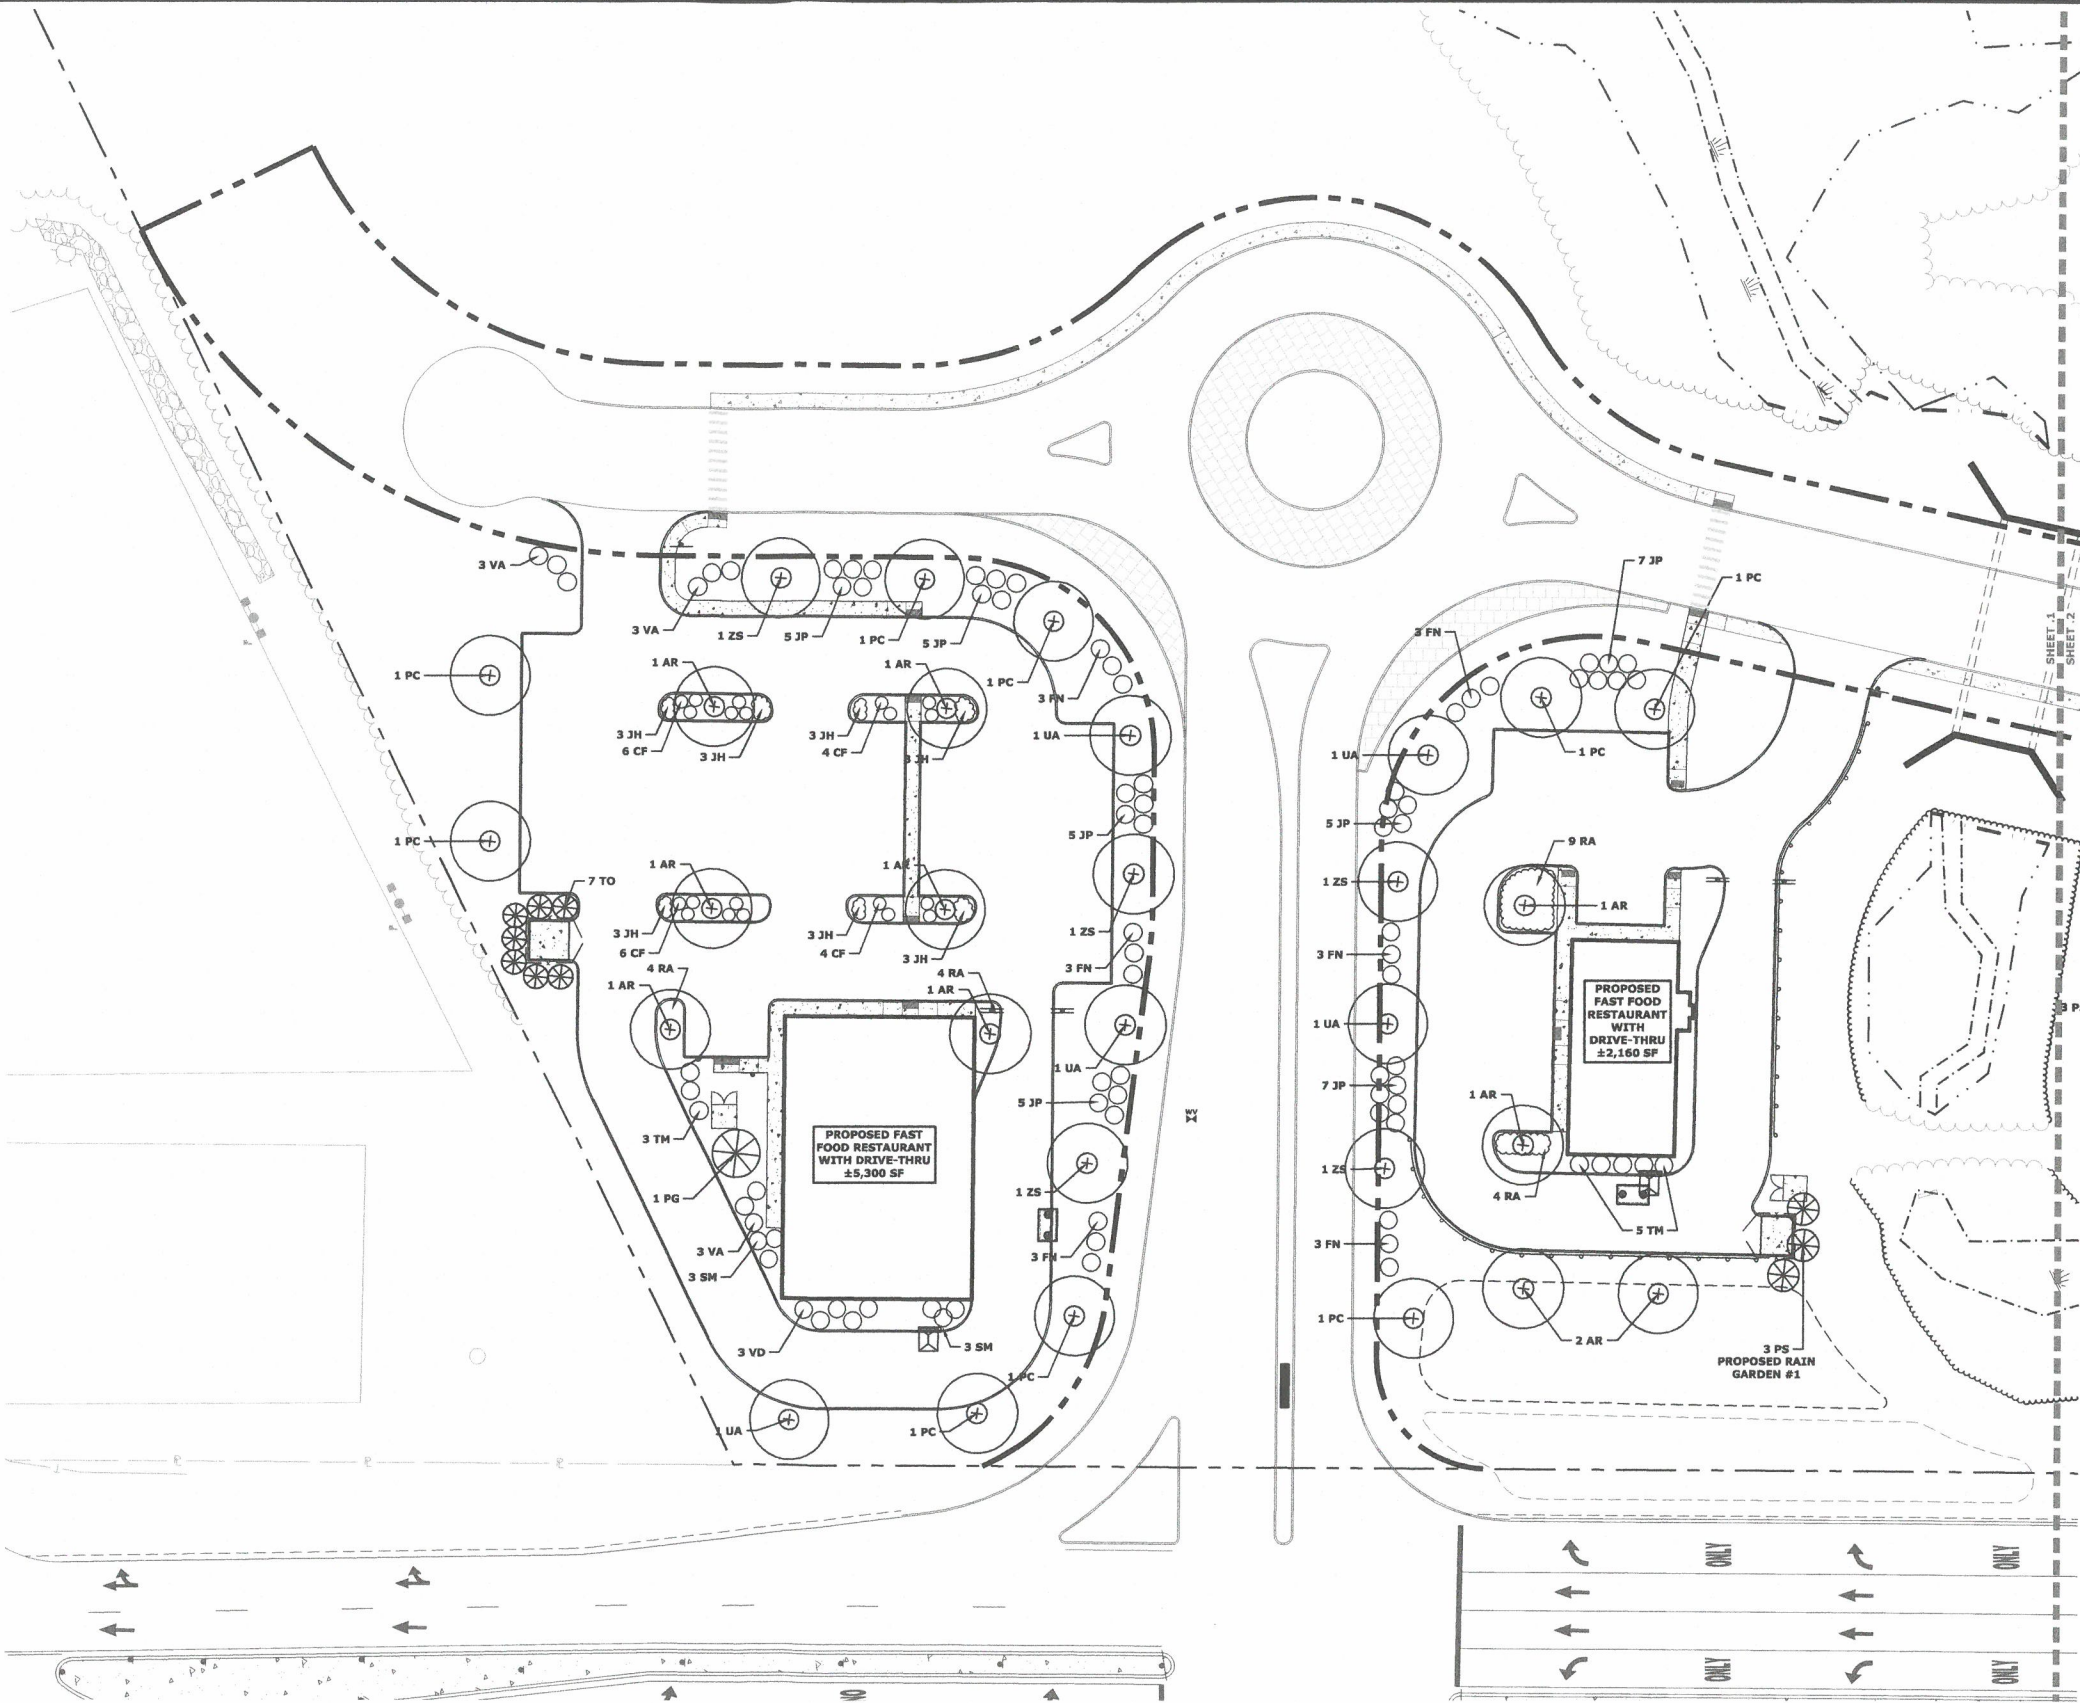 SHEET 1
SHEET 2
7 JP
1 PC
3 VA
3 VA
1 ZS
5 JP
1 PC
5 JP
3 FN
1 AR
1 AR
1 PC
1 PC
3 FN
3 JH
6 CF
3 JH
3 JH
4 CF
3 JH
1 UA
1 UA
1 PC
5 JP
5 JP
1 PC
9 RA
1 AR
1 AR
7 TO
1 ZS
1 AR
3 JH
6 CF
3 JH
4 CF
3 JH
1 ZS
3 FN
3 FN
4 RA
1 AR
4 RA
1 AR
PROPOSED
FAST FOOD
RESTAURANT
WITH
DRIVE-THRU
±2,160 SF
3 P
1 UA
1 UA
7 JP
5 JP
1 AR
WV
3 TM
PROPOSED FAST
FOOD RESTAURANT
WITH DRIVE-THRU
±5,300 SF
1 ZS
1 PG
1 ZS
4 RA
5 TM
3 VA
3 SM
3 FN
3 FN
1 PC
2 AR
3 VD
3 SM
3 PS
PROPOSED RAIN
GARDEN #1
1 PC
1 UA
1 PC
ONLY
ONLY
ONLY
ONLY